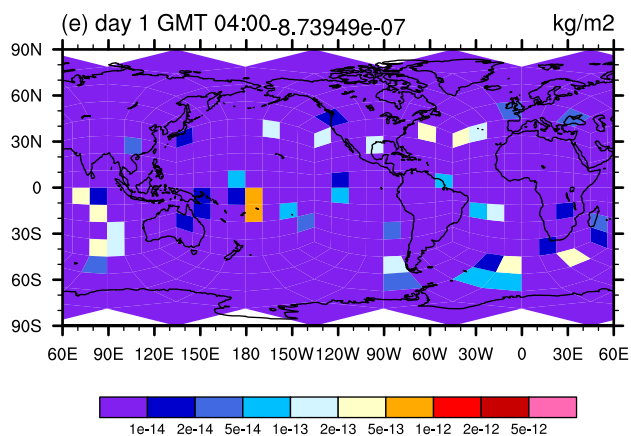 (e) day 1 GMT 04:00-8.73949e-07 kg/m2
90N
60N
30N
0
30S
60S
90S
60E 90E 120E 150E 180 150W 120W 90W 60W 30W 0 30E 60E
1e-14 2e-14 5e-14 1e-13 2e-13 5e-13 1e-12 2e-12 5e-12